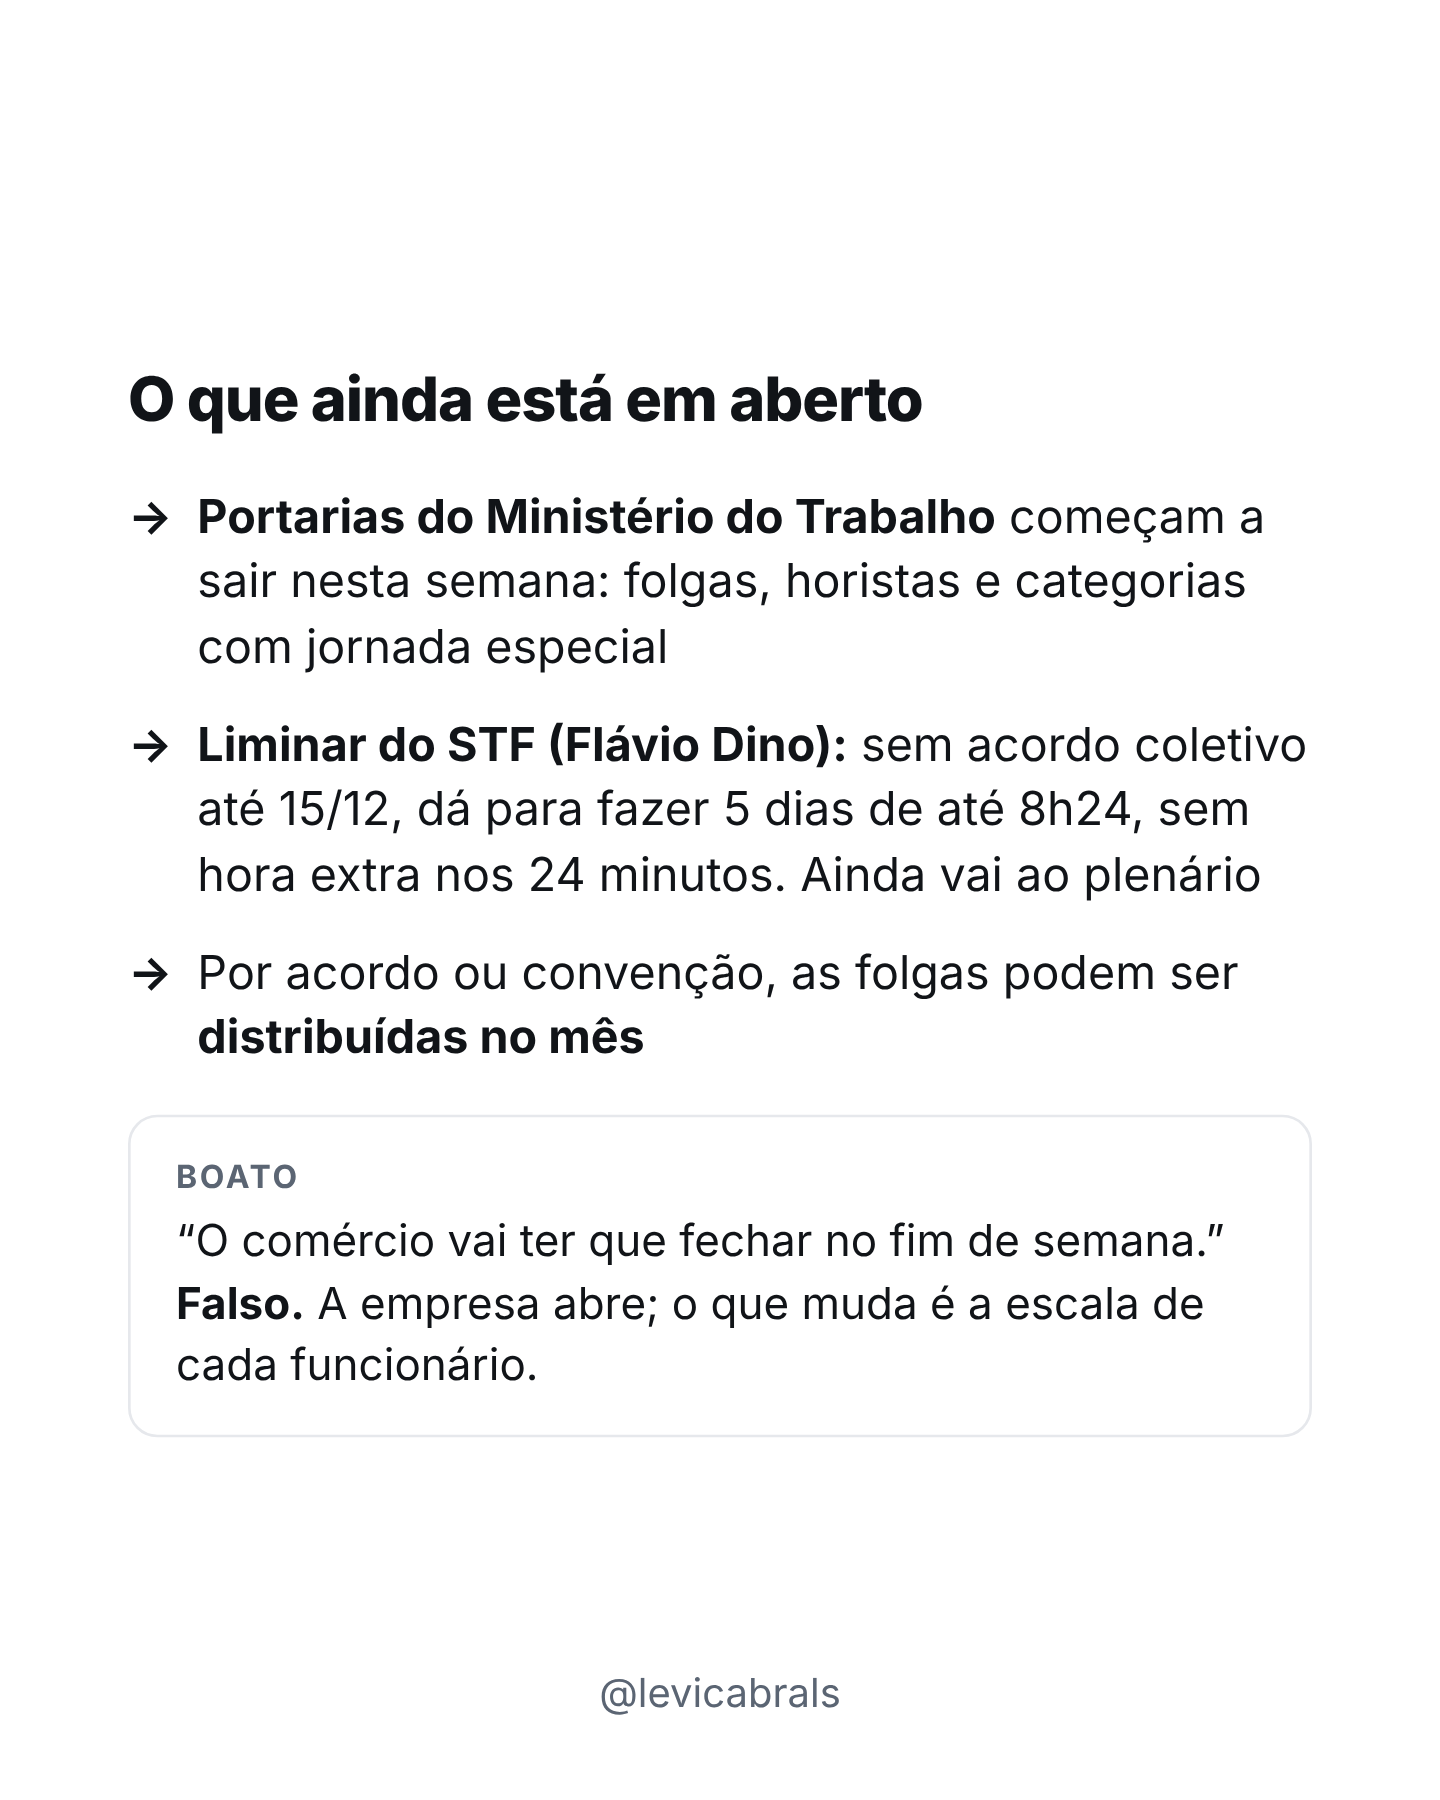 O que ainda está em aberto
→ Portarias do Ministério do Trabalho começam a
sair nesta semana: folgas, horistas e categorias
com jornada especial
→ Liminar do STF (Flávio Dino): sem acordo coletivo
até 15/12, dá para fazer 5 dias de até 8h24, sem
hora extra nos 24 minutos. Ainda vai ao plenário
→ Por acordo ou convenção, as folgas podem ser
distribuídas no mês
BOATO
“O comércio vai ter que fechar no fim de semana.”
Falso. A empresa abre; o que muda é a escala de
cada funcionário.
@levicabrals